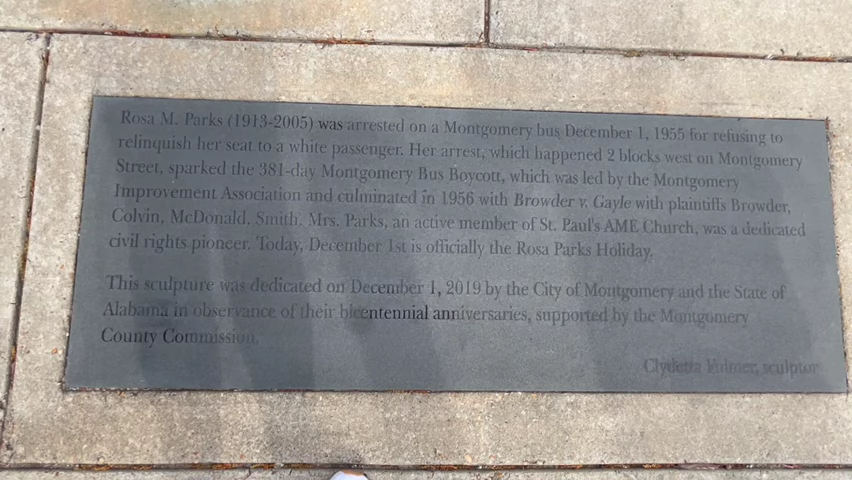 Rosa M. Parks (1913-2005) was arrested on a Montgomery bus December 1, 1955 for refusing to
relinquish her seat to a white passenger. Her arrest, which happened 2 blocks west on Montgomery
Street, sparked the 381-day Montgomery Bus Boycott, which was led by the Montgomery
Improvement Association and culminated in 1956 with Browder v. Gayle with plaintiffs Browder,
Colvin, McDonald, Smith. Mrs. Parks, an active member of St. Paul's AME Church, was a dedicated
civil rights pioneer. Today, December 1st is officially the Rosa Parks Holiday.
This sculpture was dedicated on December 1, 2019 by the City of Montgomery and the State of
Alabama in observance of their bicentennial anniversaries, supported by the Montgomery
County Commission.
Clydetta Fulmer, sculptor